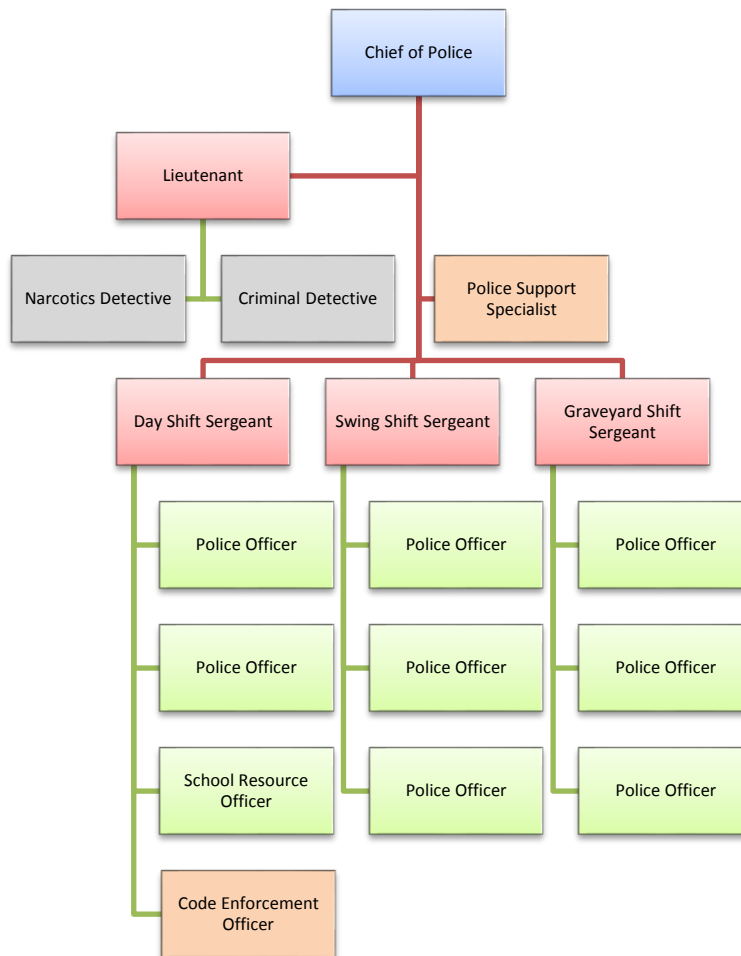 Chief of Police
Lieutenant
Narcotics Detective
Criminal Detective
Police Support
Specialist
Day Shift Sergeant
Swing Shift Sergeant
Graveyard Shift
Sergeant
Police Officer
Police Officer
Police Officer
Police Officer
Police Officer
Police Officer
School Resource
Officer
Police Officer
Police Officer
Code Enforcement
Officer